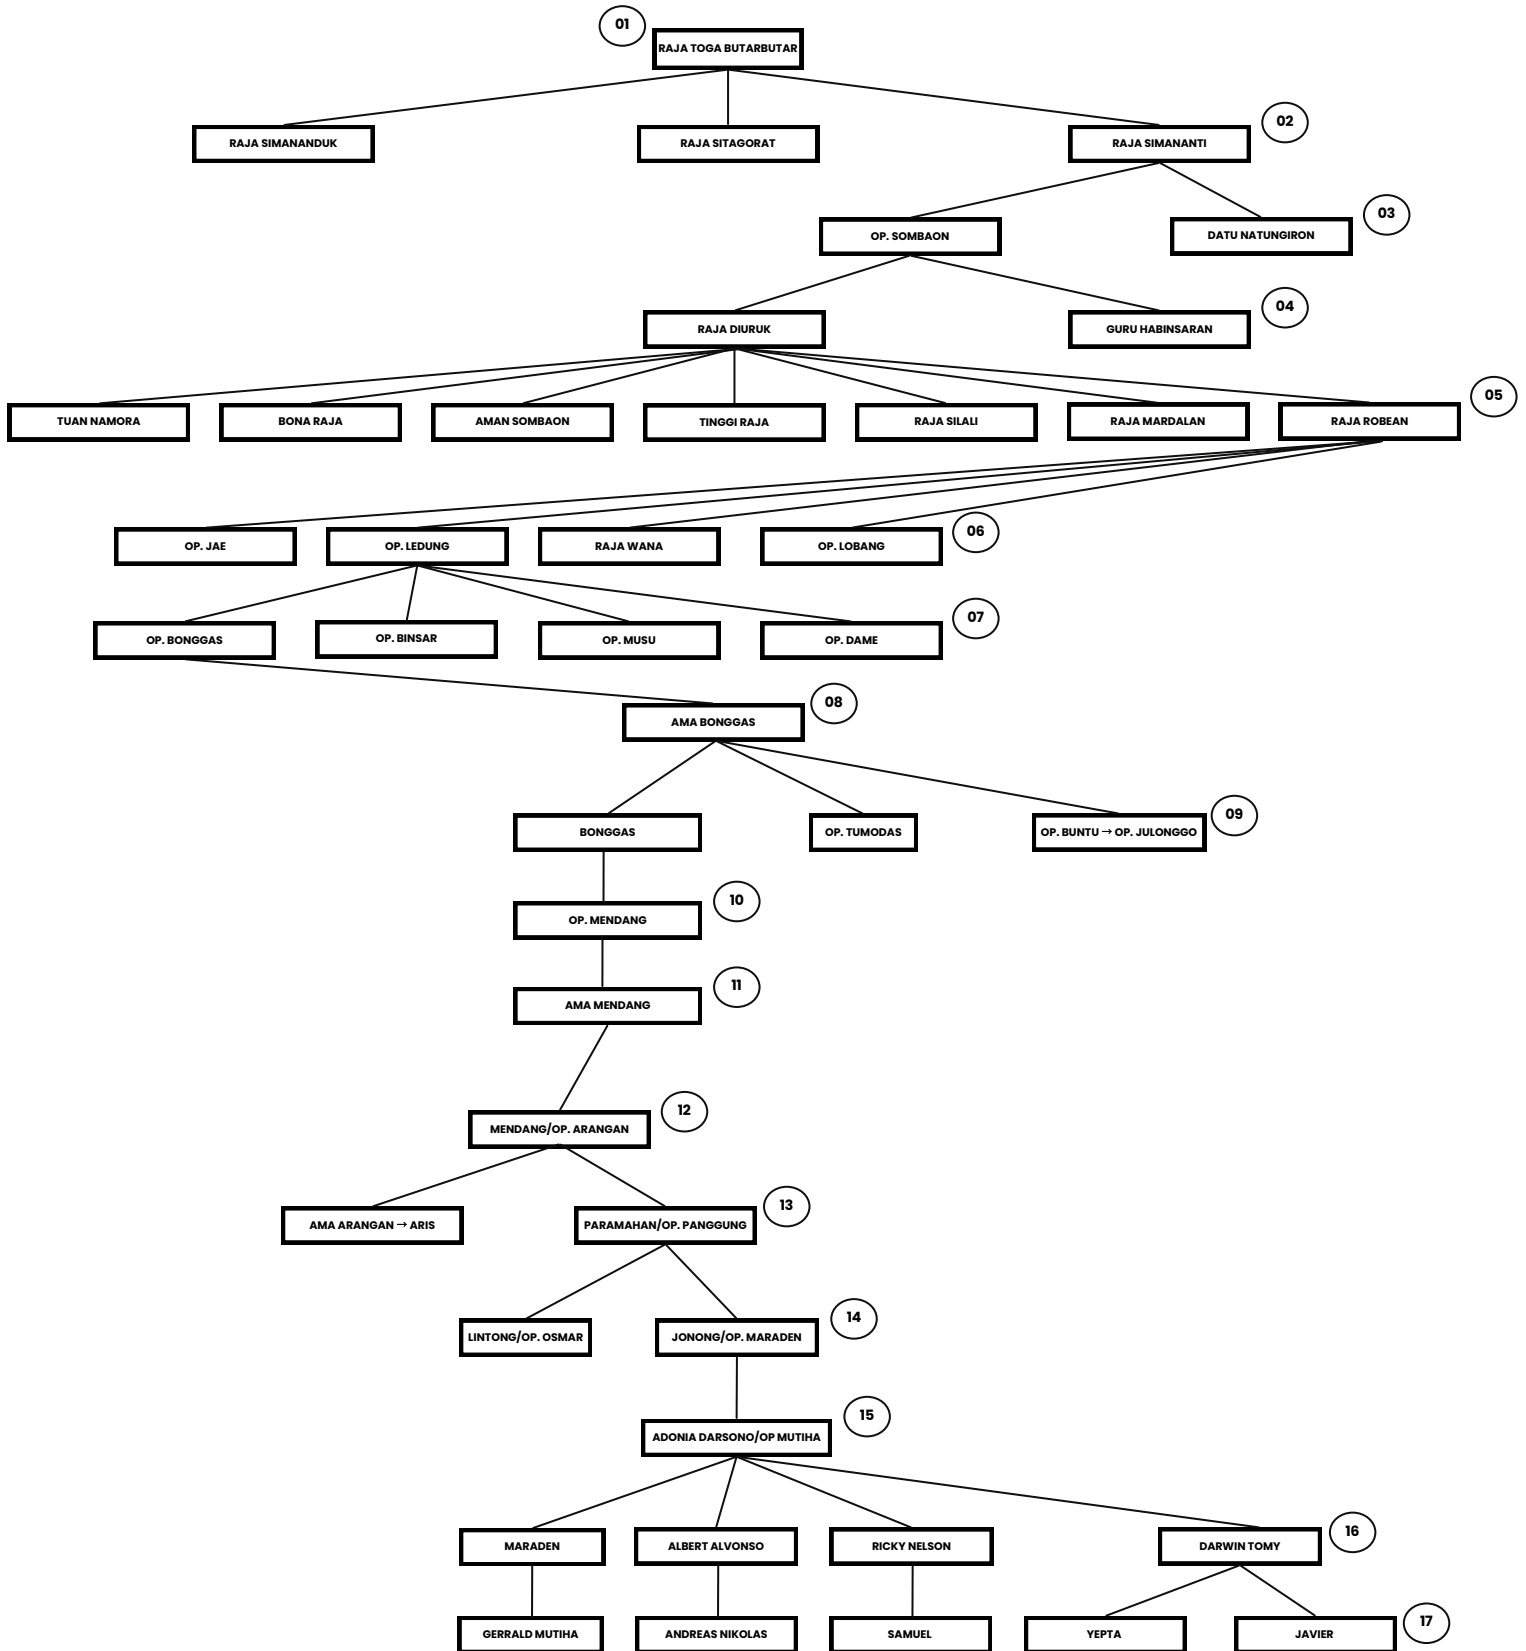 01
RAJA TOGA BUTARBUTAR
RAJA SIMANANDUK
RAJA SITAGORAT
RAJA SIMANANTI
02
OP. SOMBAON
DATU NATUNGIRON
03
RAJA DIURUK
GURU HABINSARAN
04
TUAN NAMORA
BONA RAJA
AMAN SOMBAON
TINGGI RAJA
RAJA SILALI
RAJA MARDALAN
RAJA ROBEAN
05
OP. JAE
OP. LEDUNG
RAJA WANA
OP. LOBANG
06
OP. BONGGAS
OP. BINSAR
OP. MUSU
OP. DAME
07
AMA BONGGAS
08
BONGGAS
OP. TUMODAS
OP. BUNTU → OP. JULONGGO
09
OP. MENDANG
10
AMA MENDANG
11
MENDANG/OP. ARANGAN
12
AMA ARANGAN → ARIS
PARAMAHAN/OP. PANGGUNG
13
LINTONG/OP. OSMAR
JONONG/OP. MARADEN
14
ADONIA DARSONO/OP MUTIHA
15
MARADEN
ALBERT ALVONSO
RICKY NELSON
DARWIN TOMY
16
GERRALD MUTIHA
ANDREAS NIKOLAS
SAMUEL
YEPTA
JAVIER
17